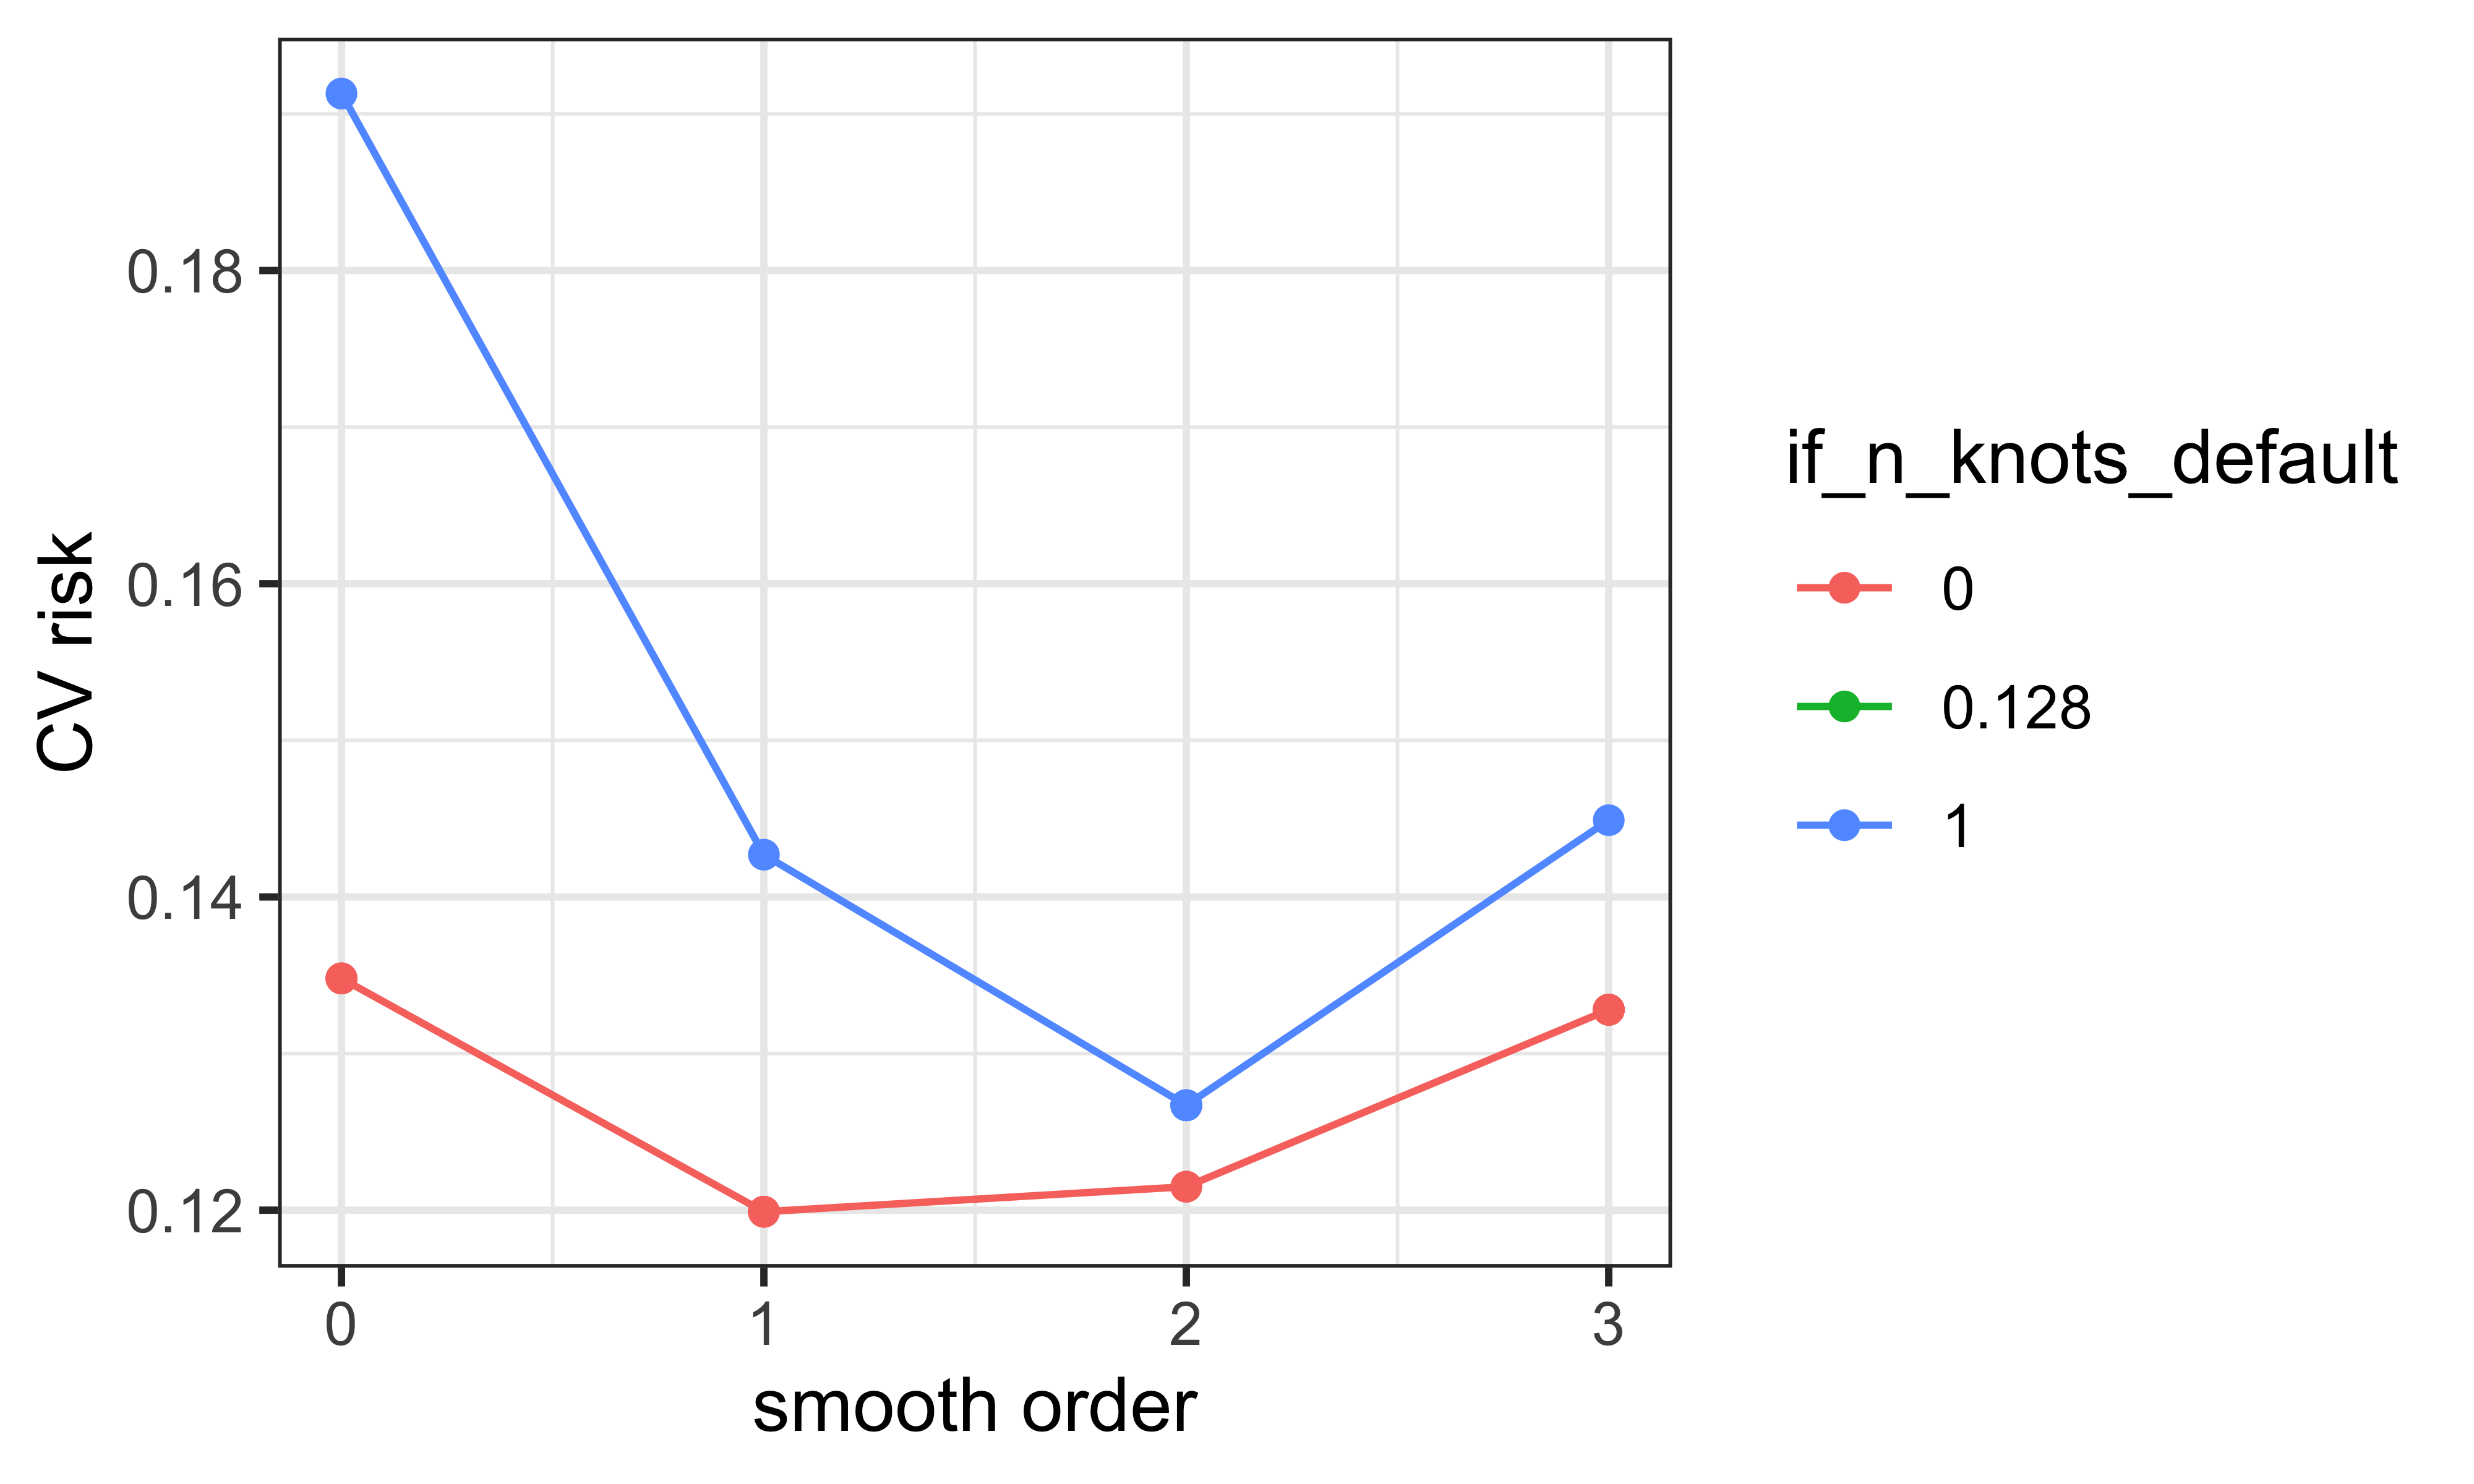 CV risk
0.18
0.16
0.14
0.12
0 1 2 3
smooth order
if_n_knots_default
0
0.128
1